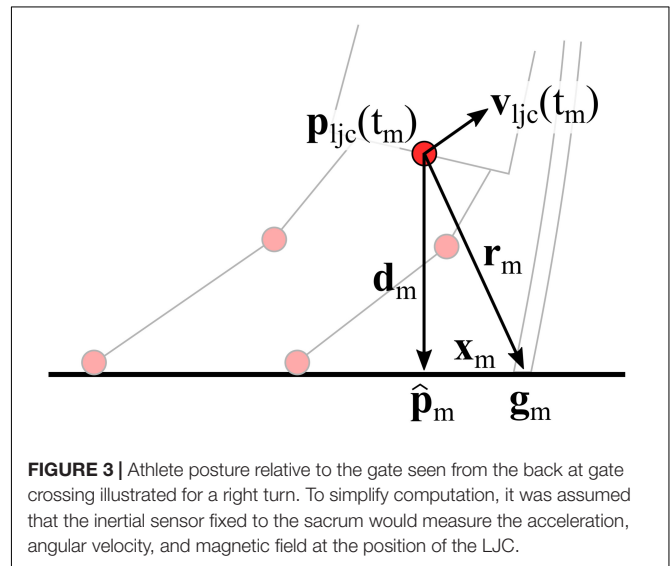 p_ljc(t_m)
v_ljc(t_m)
d_m
r_m
x_m
p̂_m
g_m
FIGURE 3 | Athlete posture relative to the gate seen from the back at gate
crossing illustrated for a right turn. To simplify computation, it was assumed
that the inertial sensor fixed to the sacrum would measure the acceleration,
angular velocity, and magnetic field at the position of the LJC.